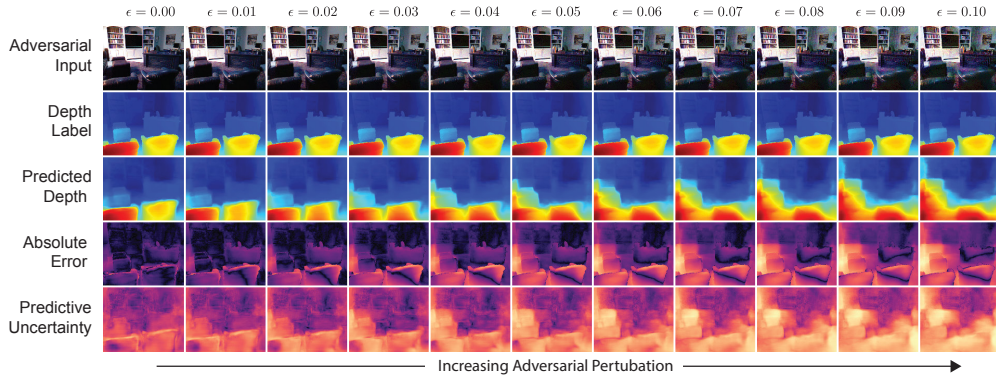 ϵ = 0.00 ϵ = 0.01 ϵ = 0.02 ϵ = 0.03 ϵ = 0.04 ϵ = 0.05 ϵ = 0.06 ϵ = 0.07 ϵ = 0.08 ϵ = 0.09 ϵ = 0.10
Adversarial
Input
Depth
Label
Predicted
Depth
Absolute
Error
Predictive
Uncertainty
Increasing Adversarial Pertubation